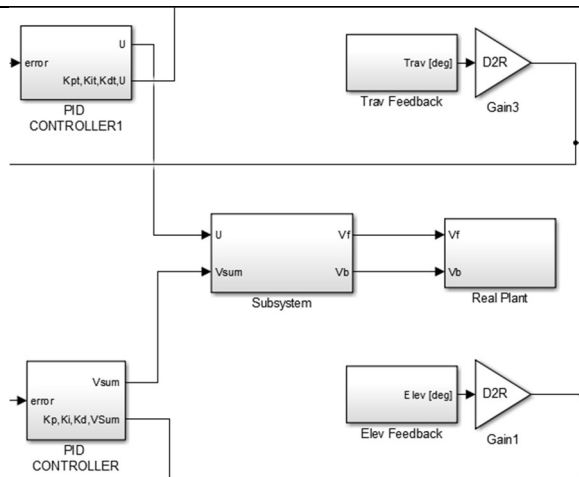 U
error
Kpt,Kit,Kdt,U
PID
CONTROLLER1
Trav [deg]
Trav Feedback
D2R
Gain3
U
Vsum
Vf
Vb
Subsystem
Vf
Vb
Real Plant
Vsum
error
Kp,Ki,Kd,VSum
PID
CONTROLLER
Elev [deg]
Elev Feedback
D2R
Gain1